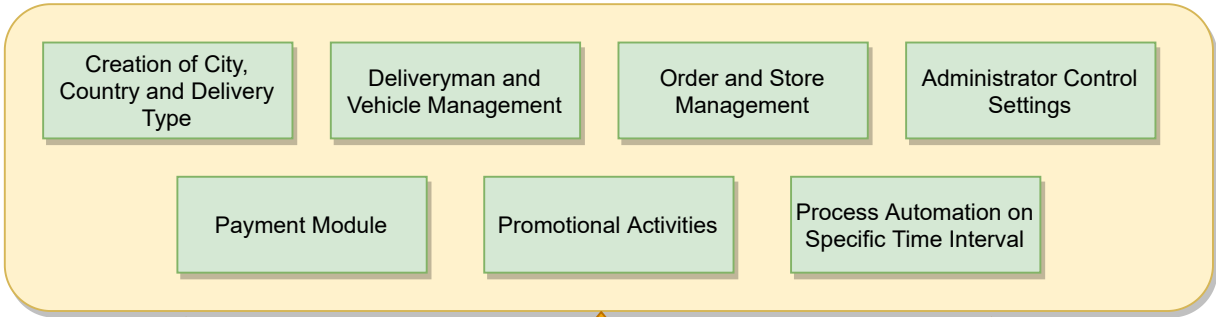 Creation of City,
Country and Delivery
Type
Deliveryman and
Vehicle Management
Order and Store
Management
Administrator Control
Settings
Payment Module
Promotional Activities
Process Automation on
Specific Time Interval